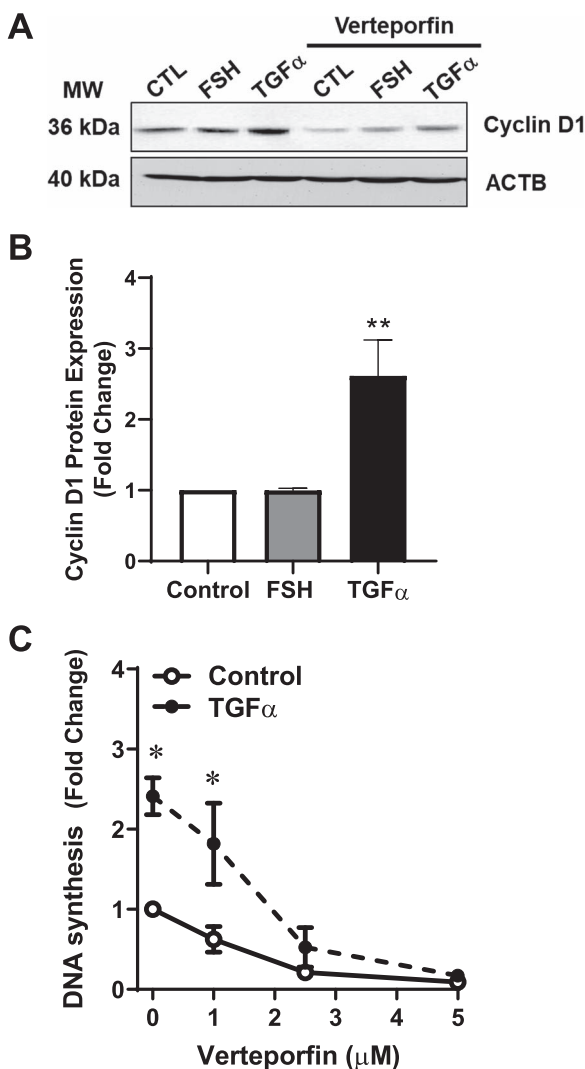 A
Verteporfin
MW CTL FSH TGFα CTL FSH TGFα
36 kDa Cyclin D1
40 kDa ACTB
B
Cyclin D1 Protein Expression
(Fold Change)
4
3
2
1
0
**
Control FSH TGFα
C
DNA synthesis (Fold Change)
4
3
2
1
0
Control
TGFα
*
*
0 1 2 3 4 5
Verteporfin (μM)